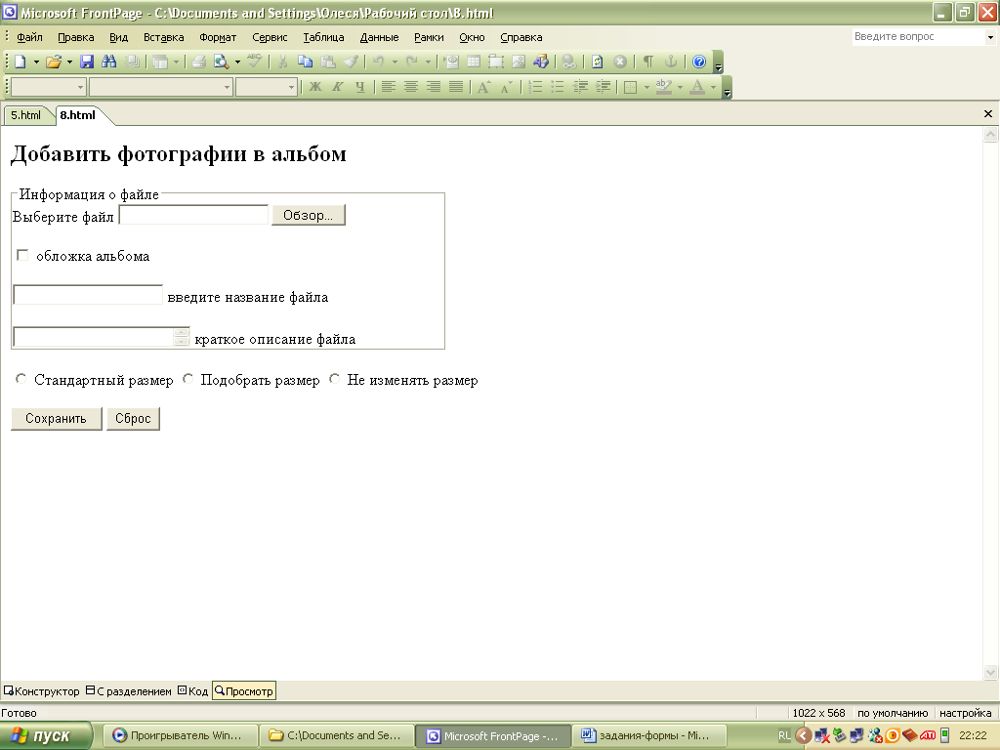 Microsoft FrontPage - C:\Documents and Settings\Олеся\Рабочий стол\8.html
Файл Правка Вид Вставка Формат Сервис Таблица Данные Рамки Окно Справка Введите вопрос
Ж К Ч
5.html 8.html
Добавить фотографии в альбом
Информация о файле
Выберите файл Обзор...
обложка альбома
введите название файла
краткое описание файла
Стандартный размер Подобрать размер Не изменять размер
Сохранить Сброс
Конструктор С разделением Код Просмотр
Готово 1022 x 568 по умолчанию настройка
пуск Проигрыватель Win... C:\Documents and Se... Microsoft FrontPage -... задания-формы - Mi... RL 22:22